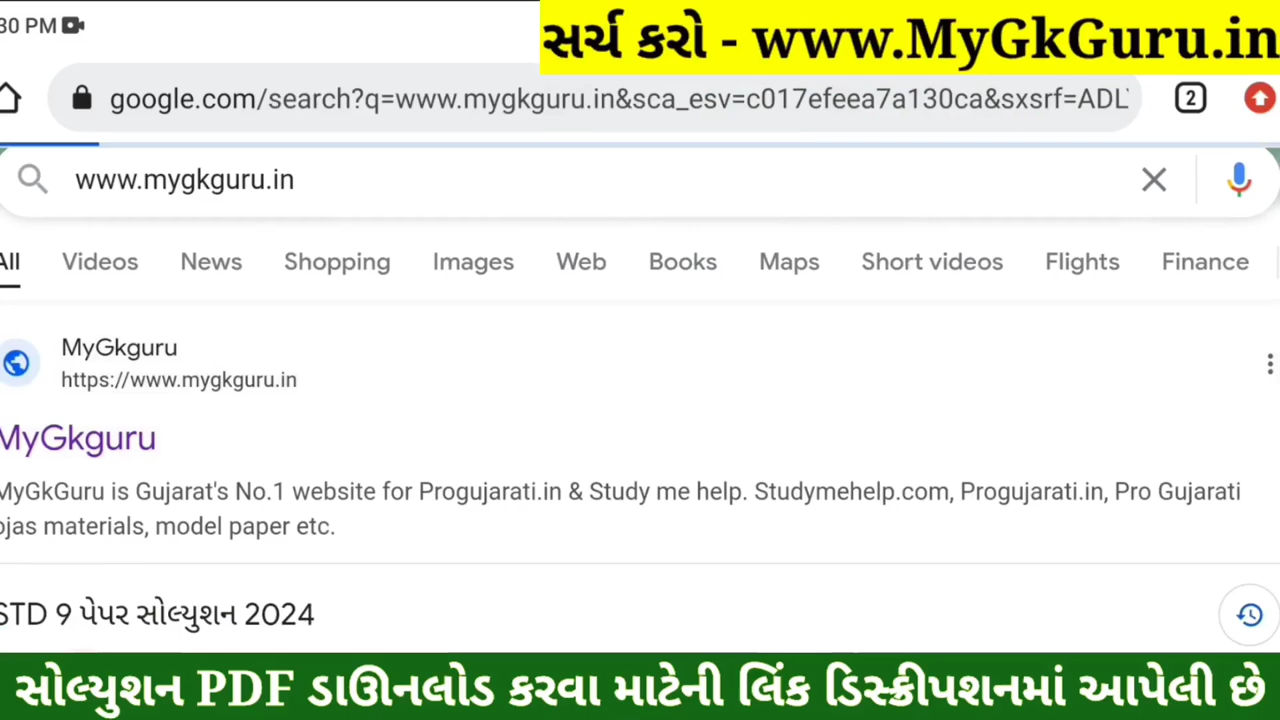 :30 PM
સર્ચ કરો - www.MyGkGuru.in
google.com/search?q=www.mygkguru.in&sca_esv=c017efeea7a130ca&sxsrf=ADL
2
www.mygkguru.in
All Videos News Shopping Images Web Books Maps Short videos Flights Finance
MyGkguru
https://www.mygkguru.in
MyGkguru
MyGkGuru is Gujarat's No.1 website for Progujarati.in & Study me help. Studymehelp.com, Progujarati.in, Pro Gujarati
ojas materials, model paper etc.
STD 9 પેપર સોલ્યુશન 2024
સોલ્યુશન PDF ડાઊનલોડ કરવા માટેની લિંક ડિસ્ક્રીપશનમાં આપેલી છે